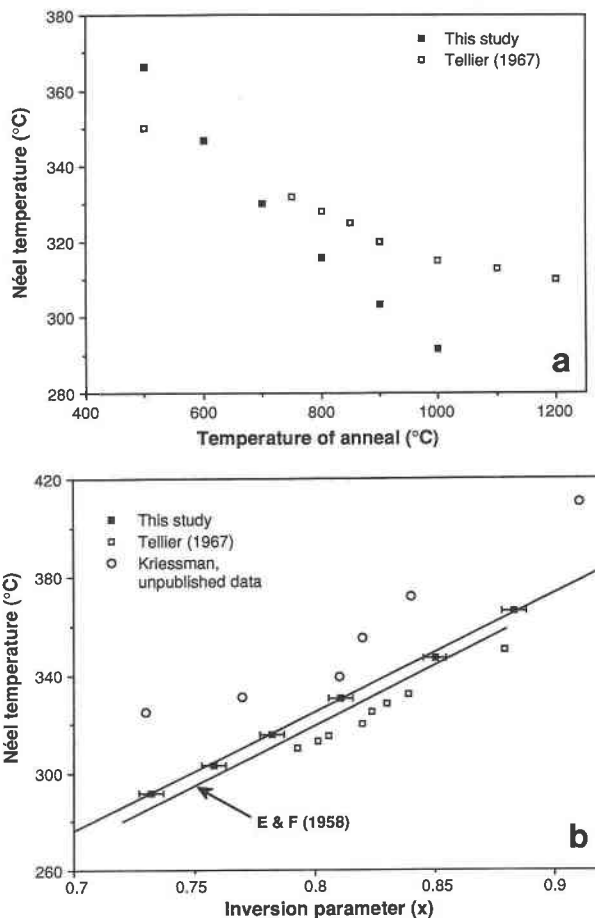 380
360
340
320
300
280
Néel temperature (°C)
This study
Tellier (1967)
a
400
600
800
1000
1200
Temperature of anneal (°C)
420
380
340
300
260
Néel temperature (°C)
This study
Tellier (1967)
Kriessman,
unpublished data
E & F (1958)
b
0.7
0.75
0.8
0.85
0.9
Inversion parameter (x)